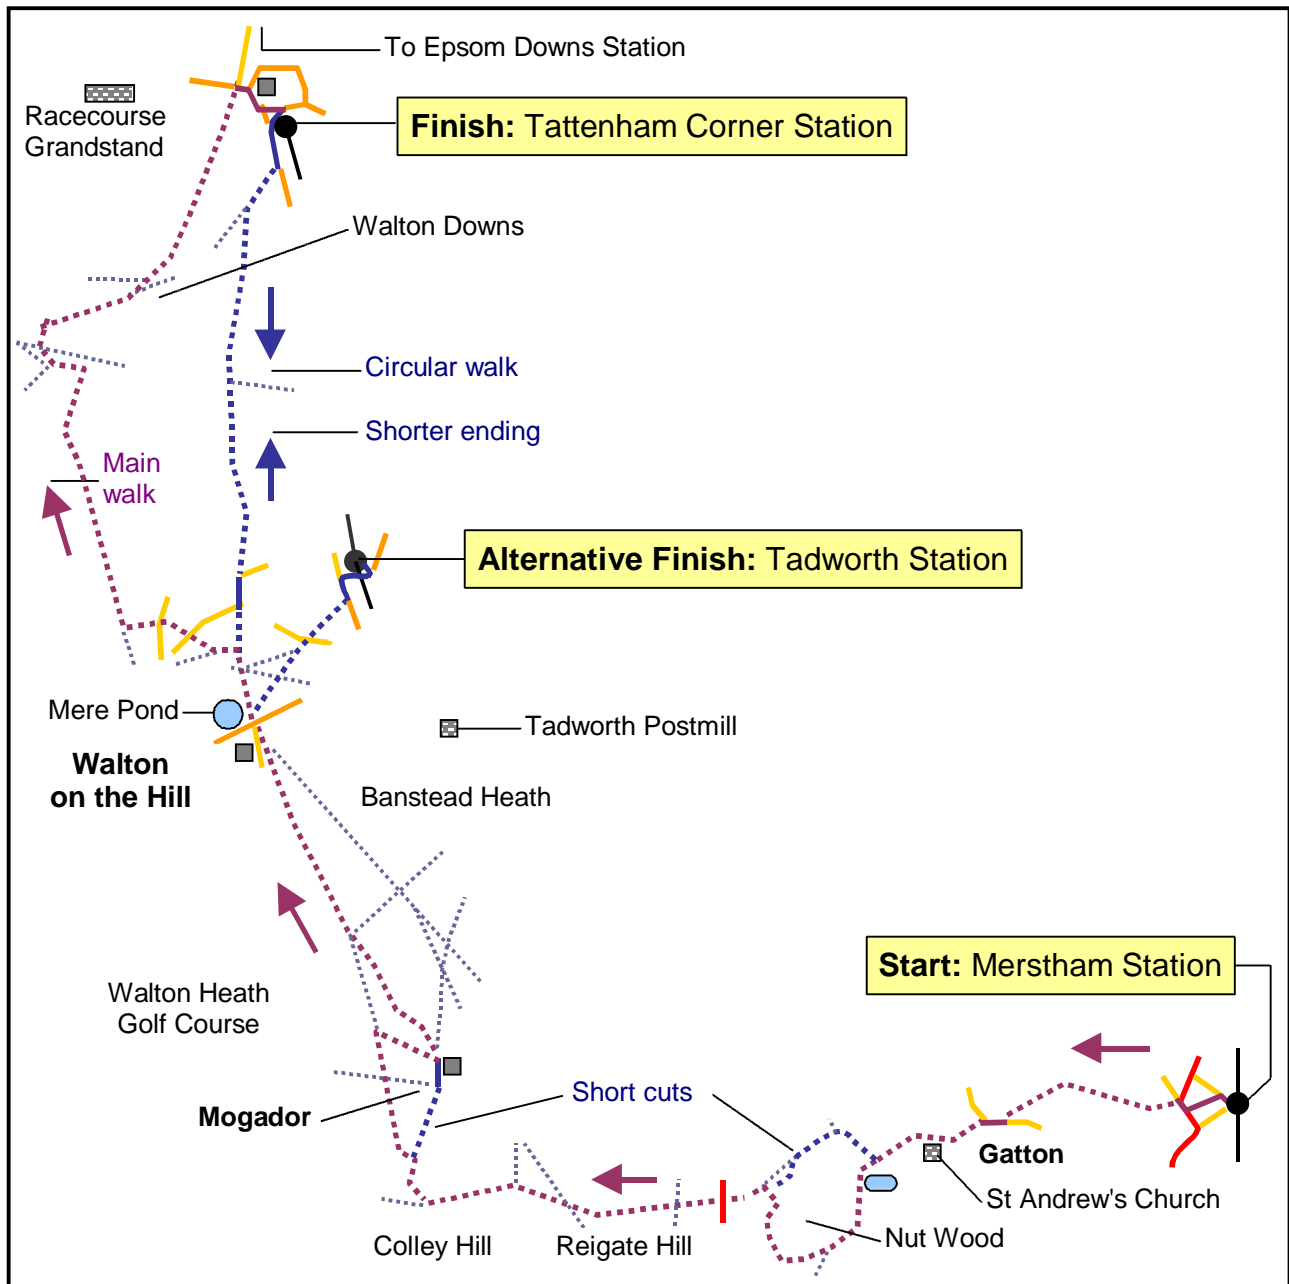 To Epsom Downs Station
Racecourse
Grandstand
Finish: Tattenham Corner Station
Walton Downs
Circular walk
Shorter ending
Main
walk
Alternative Finish: Tadworth Station
Mere Pond
Tadworth Postmill
Walton
on the Hill
Banstead Heath
Start: Merstham Station
Walton Heath
Golf Course
Short cuts
Mogador
Gatton
St Andrew's Church
Nut Wood
Colley Hill
Reigate Hill